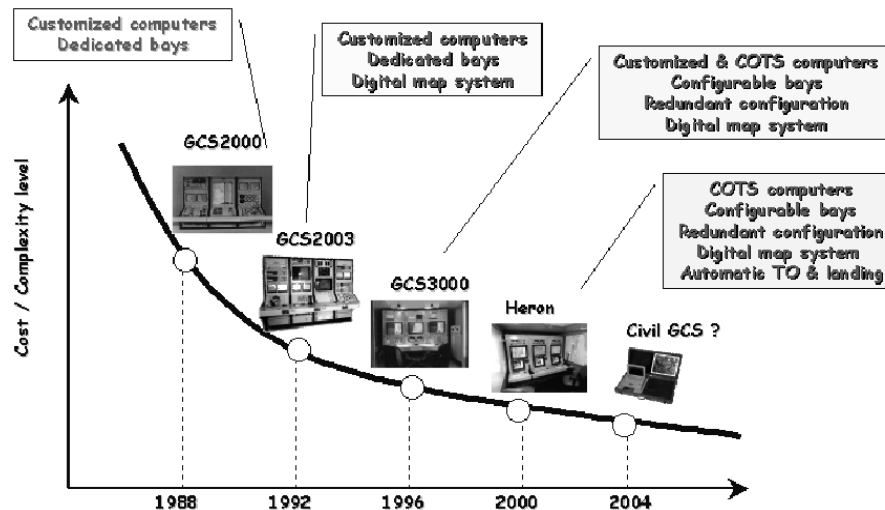 Customized computers
Dedicated bays
Customized computers
Dedicated bays
Digital map system
Customized & COTS computers
Configurable bays
Redundant configuration
Digital map system
COTS computers
Configurable bays
Redundant configuration
Digital map system
Automatic TO & landing
Cost / Complexity level
GCS2000
GCS2003
GCS3000
Heron
Civil GCS ?
1988
1992
1996
2000
2004